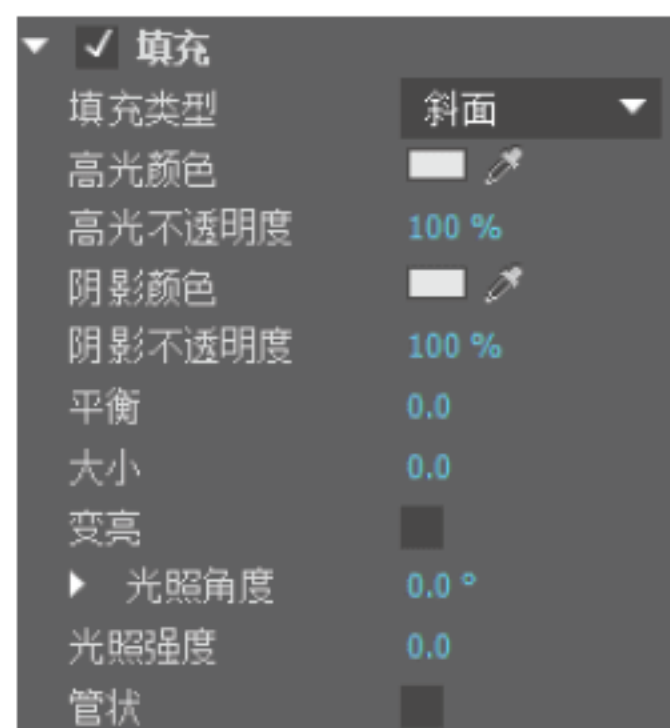 填充
填充类型 斜面
高光颜色
高光不透明度 100 %
阴影颜色
阴影不透明度 100 %
平衡 0.0
大小 0.0
变亮
光照角度 0.0 °
光照强度 0.0
管状